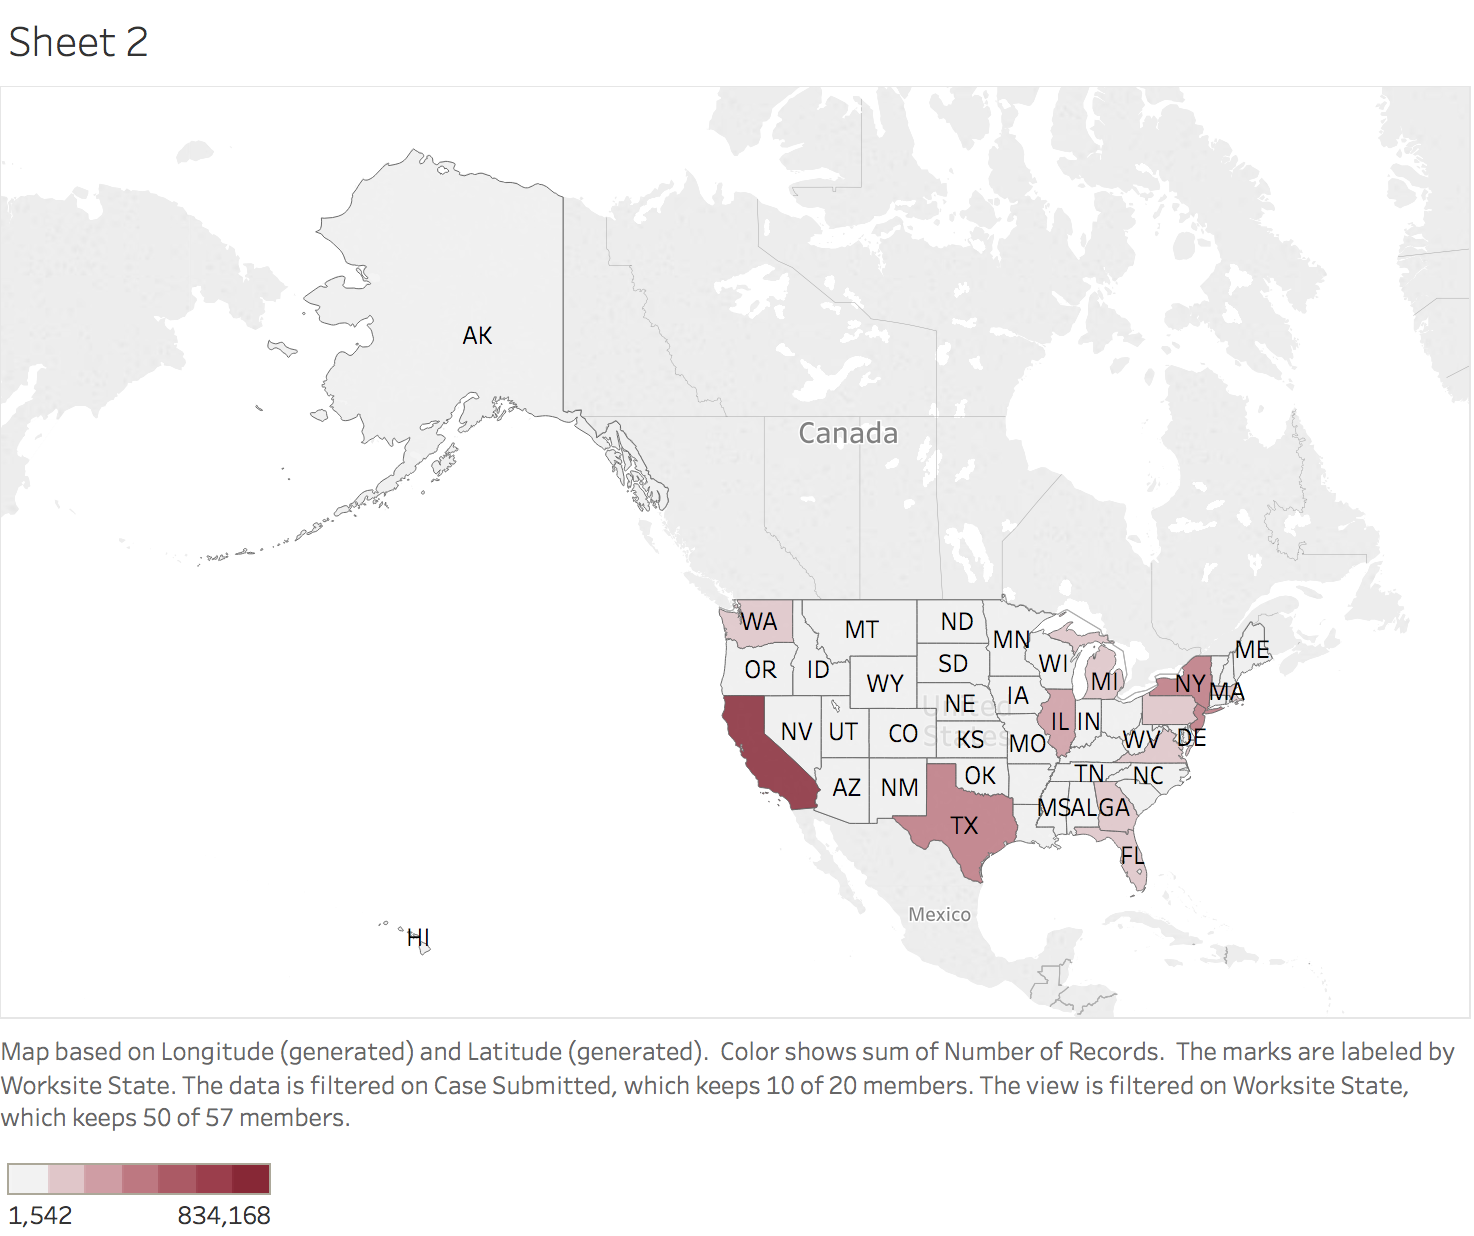 Sheet 2
AK
Canada
WA
MT
ND
MN
ME
OR
ID
SD
WI
WY
MI
NY
MA
IA
NE
United
IL
IN
NV
UT
CO
States
KS
MO
WV
DE
AZ
NM
OK
TN
NC
MS
AL
GA
TX
FL
Mexico
HI
Map based on Longitude (generated) and Latitude (generated).  Color shows sum of Number of Records.  The marks are labeled by
Worksite State. The data is filtered on Case Submitted, which keeps 10 of 20 members. The view is filtered on Worksite State,
which keeps 50 of 57 members.
1,542
834,168